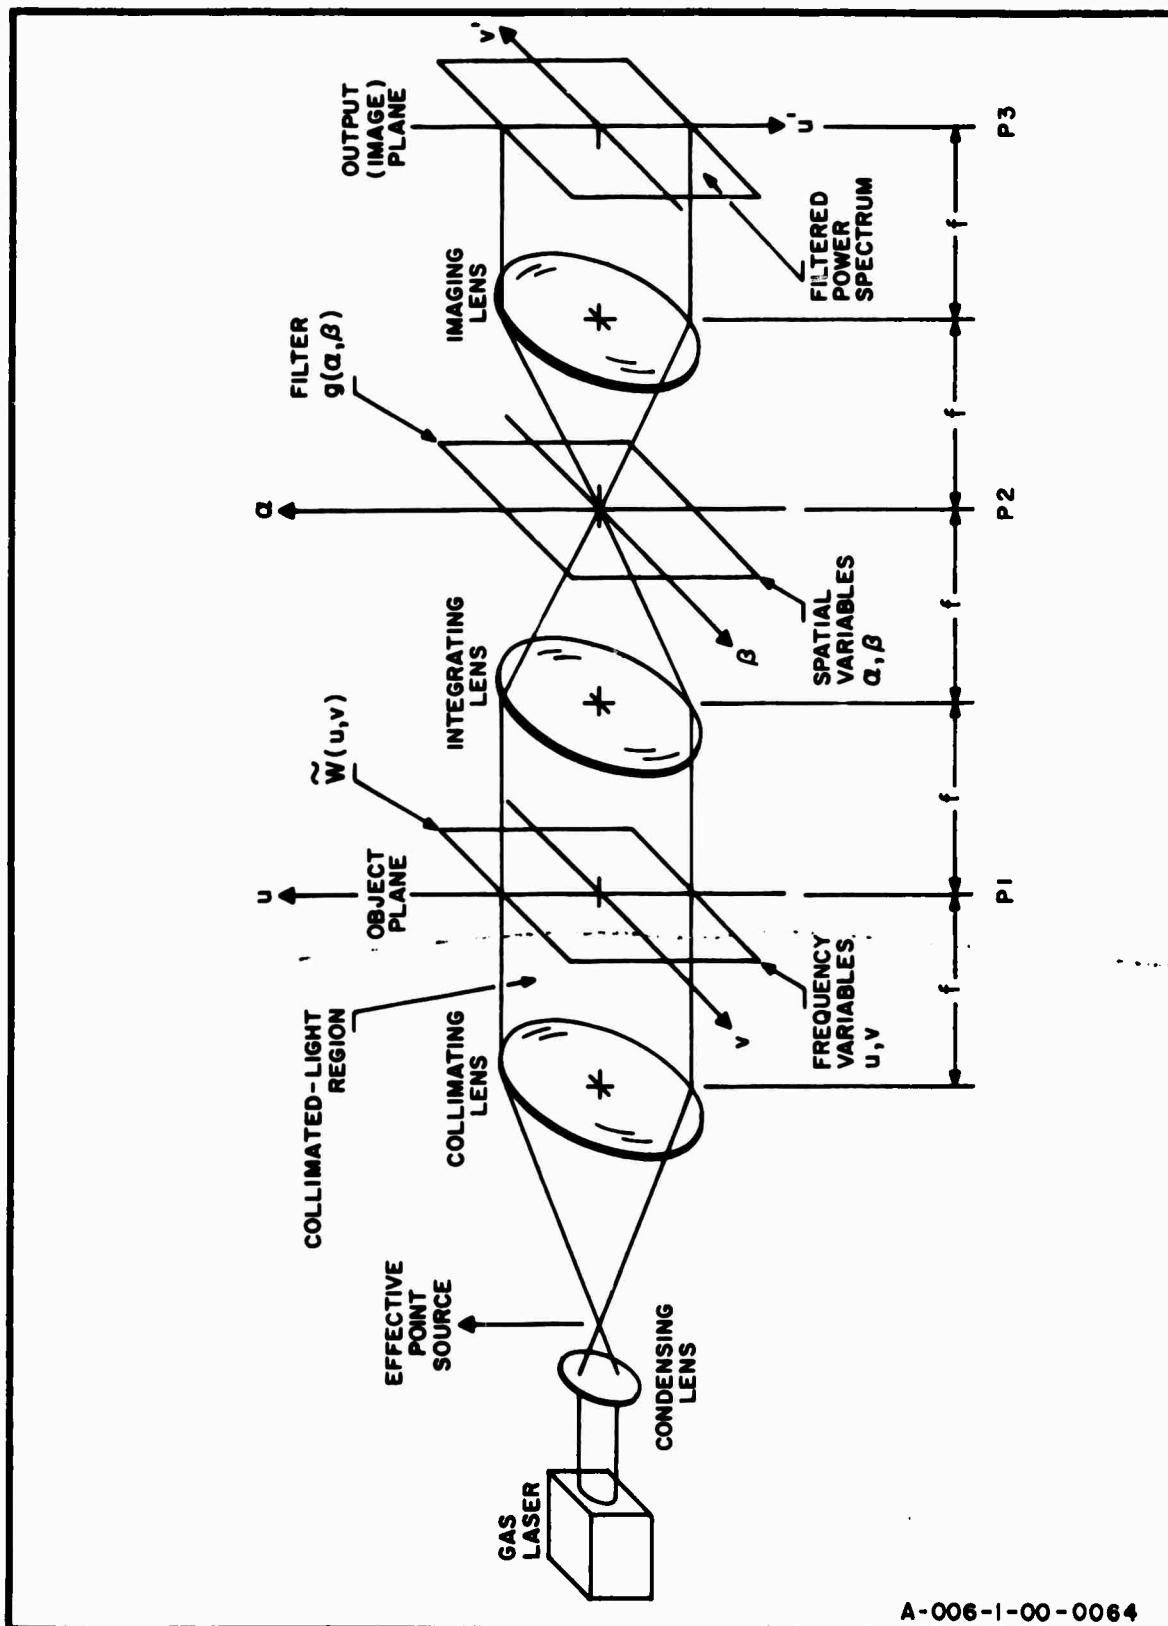 GAS
LASER
CONDENSING
LENS
EFFECTIVE
POINT
SOURCE
COLLIMATING
LENS
COLLIMATED-LIGHT
REGION
u
OBJECT
PLANE
W̃(u,v)
v
FREQUENCY
VARIABLES
u,v
INTEGRATING
LENS
α
FILTER
g(α,β)
β
SPATIAL
VARIABLES
α,β
IMAGING
LENS
OUTPUT
(IMAGE)
PLANE
v'
u'
FILTERED
POWER
SPECTRUM
f
f
f
f
f
P1
P2
P3
A-006-1-00-0064